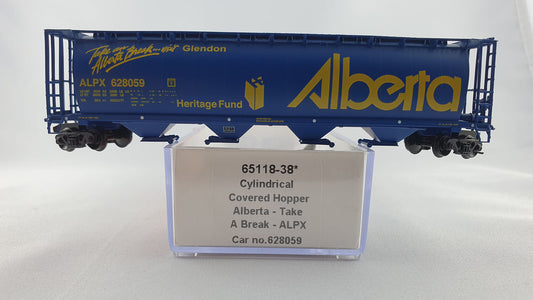 Take an
Alberta Break...visit Glendon
ALPX 628059
Heritage Fund
Alberta
65118-38*
Cylindrical
Covered Hopper
Alberta - Take
A Break - ALPX
Car no.628059